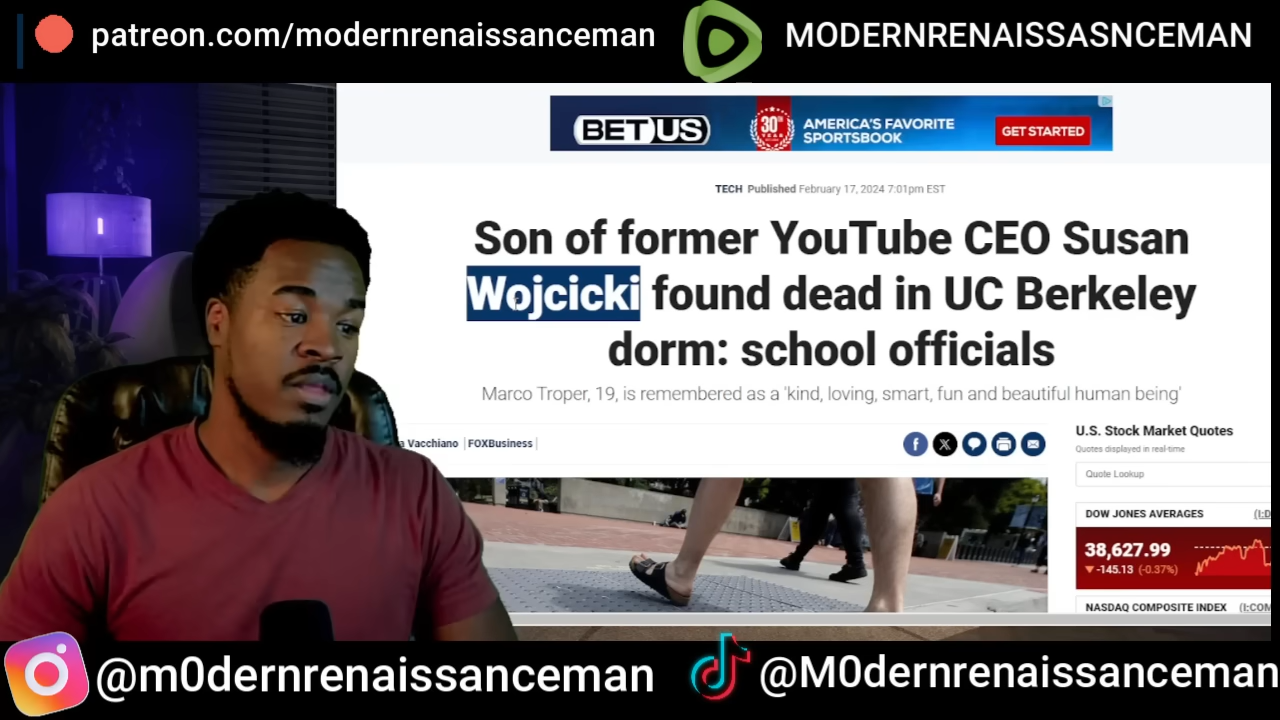 patreon.com/modernrenaissanceman
MODERNRENAISSASNCEMAN
BETUS
30TH
YEAR
AMERICA'S FAVORITE
SPORTSBOOK
GET STARTED
TECH Published February 17, 2024 7:01pm EST
Son of former YouTube CEO Susan
Wojcicki found dead in UC Berkeley
dorm: school officials
Marco Troper, 19, is remembered as a 'kind, loving, smart, fun and beautiful human being'
a Vacchiano | FOXBusiness |
U.S. Stock Market Quotes
Quotes displayed in real-time
Quote Lookup
DOW JONES AVERAGES (I:D
38,627.99
▼-145.13 (-0.37%)
NASDAQ COMPOSITE INDEX (I:COM
@m0dernrenaissanceman
@M0dernrenaissanceman